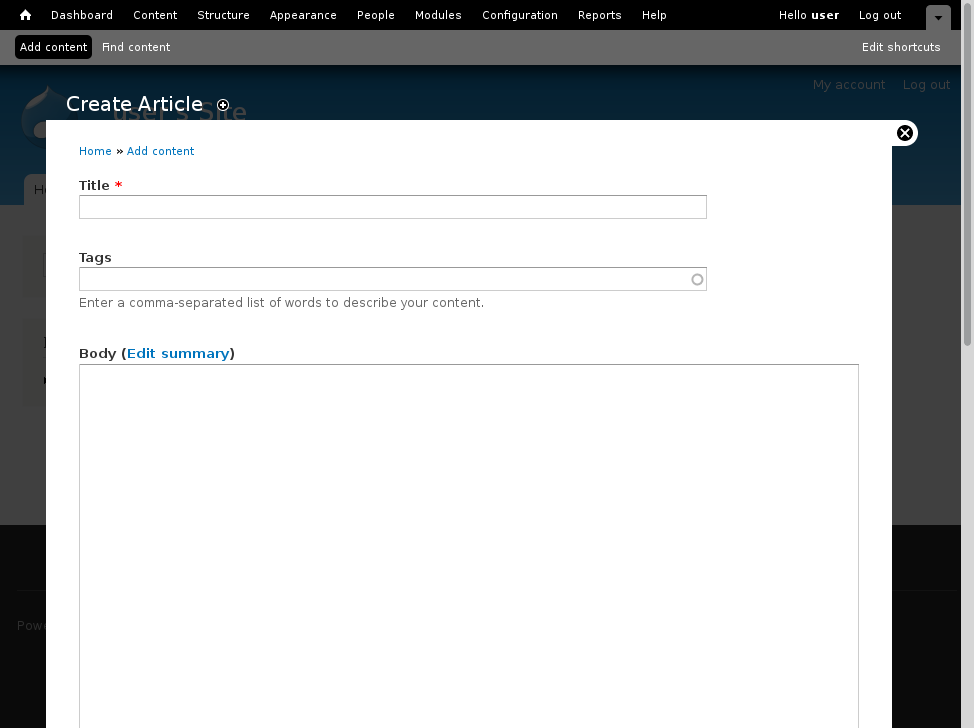 Dashboard Content Structure Appearance People Modules Configuration Reports Help Hello user Log out
Add content Find content Edit shortcuts
My account Log out
Create Article
user's Site
Home » Add content
Title *
Tags
Enter a comma-separated list of words to describe your content.
Body (Edit summary)